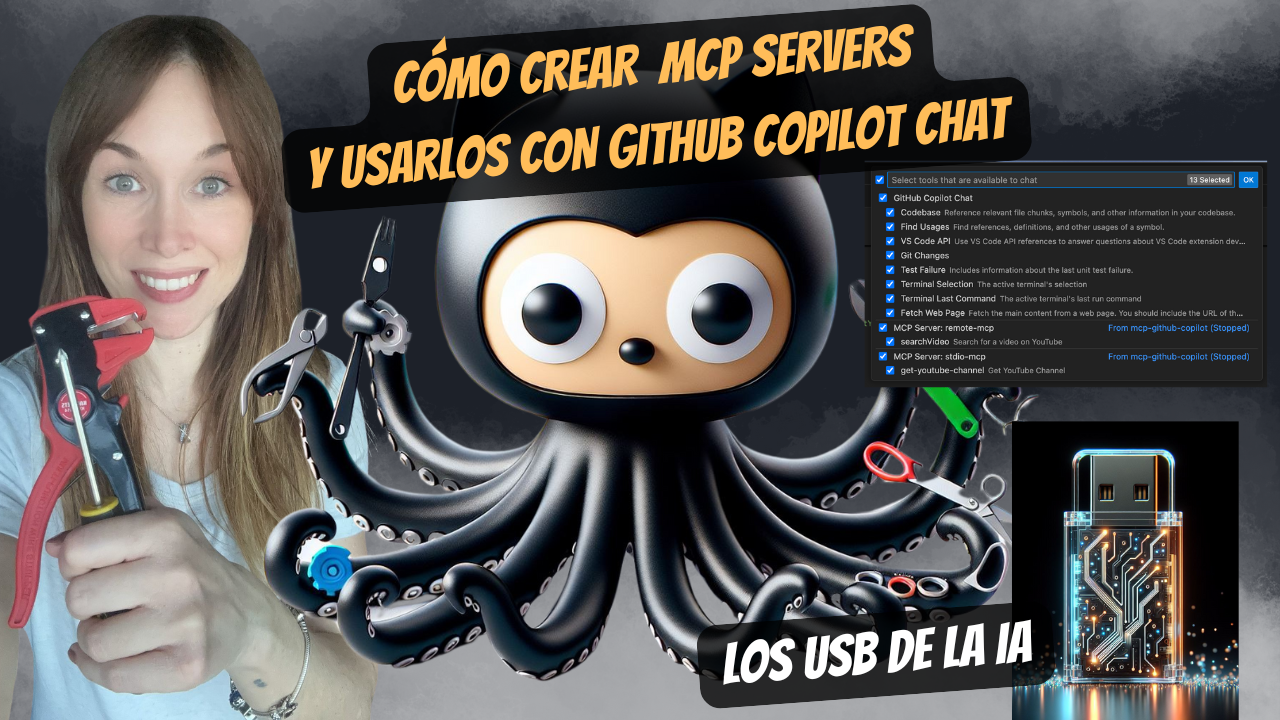 CÓMO CREAR MCP SERVERS
Y USARLOS CON GITHUB COPILOT CHAT
Select tools that are available to chat 13 Selected OK
GitHub Copilot Chat
Codebase Reference relevant file chunks, symbols, and other information in your codebase.
Find Usages Find references, definitions, and other usages of a symbol.
VS Code API Use VS Code API references to answer questions about VS Code extension dev...
Git Changes
Test Failure Includes information about the last unit test failure.
Terminal Selection The active terminal's selection
Terminal Last Command The active terminal's last run command
Fetch Web Page Fetch the main content from a web page. You should include the URL of th...
MCP Server: remote-mcp From mcp-github-copilot (Stopped)
searchVideo Search for a video on YouTube
MCP Server: stdio-mcp From mcp-github-copilot (Stopped)
get-youtube-channel Get YouTube Channel
LOS USB DE LA IA